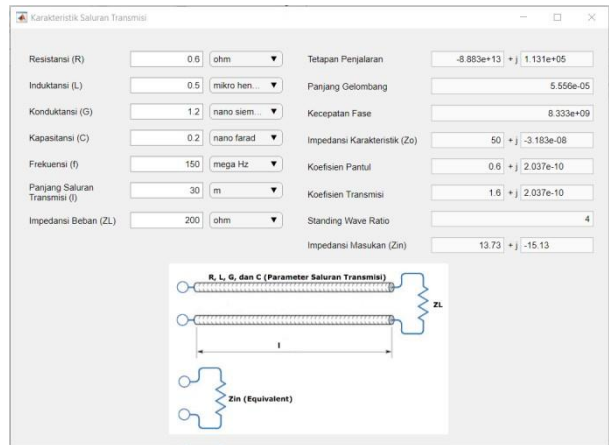 Karakteristik Saluran Transmisi
Resistansi (R) 0.6 ohm
Tetapan Penjalaran -8.883e+13 + j 1.131e+05
Induktansi (L) 0.5 mikro hen...
Panjang Gelombang 5.556e-05
Konduktansi (G) 1.2 nano siem...
Kecepatan Fase 8.333e+09
Kapasitansi (C) 0.2 nano farad
Impedansi Karakteristik (Zo) 50 + j -3.183e-08
Frekuensi (f) 150 mega Hz
Koefisien Pantul 0.6 + j 2.037e-10
Panjang Saluran
Transmisi (l) 30 m
Koefisien Transmisi 1.6 + j 2.037e-10
Impedansi Beban (ZL) 200 ohm
Standing Wave Ratio 4
Impedansi Masukan (Zin) 13.73 + j -15.13
R, L, G, dan C (Parameter Saluran Transmisi)
ZL
l
Zin (Equivalent)